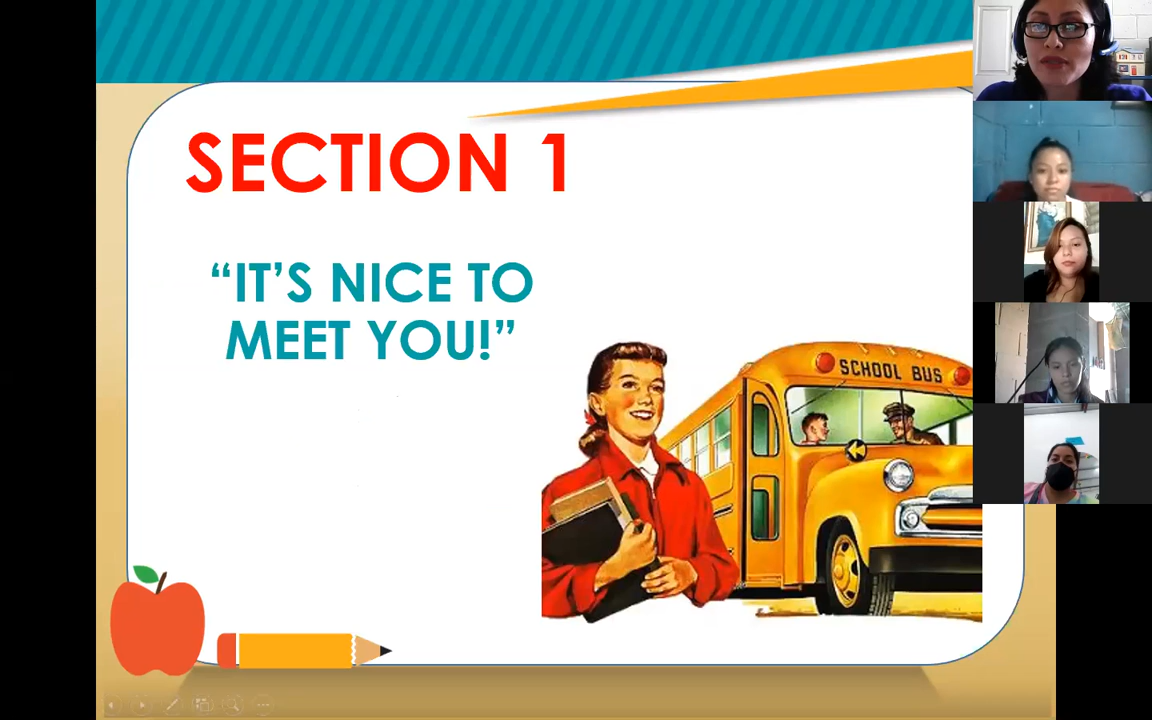 SECTION 1
“IT’S NICE TO
MEET YOU!”
SCHOOL BUS